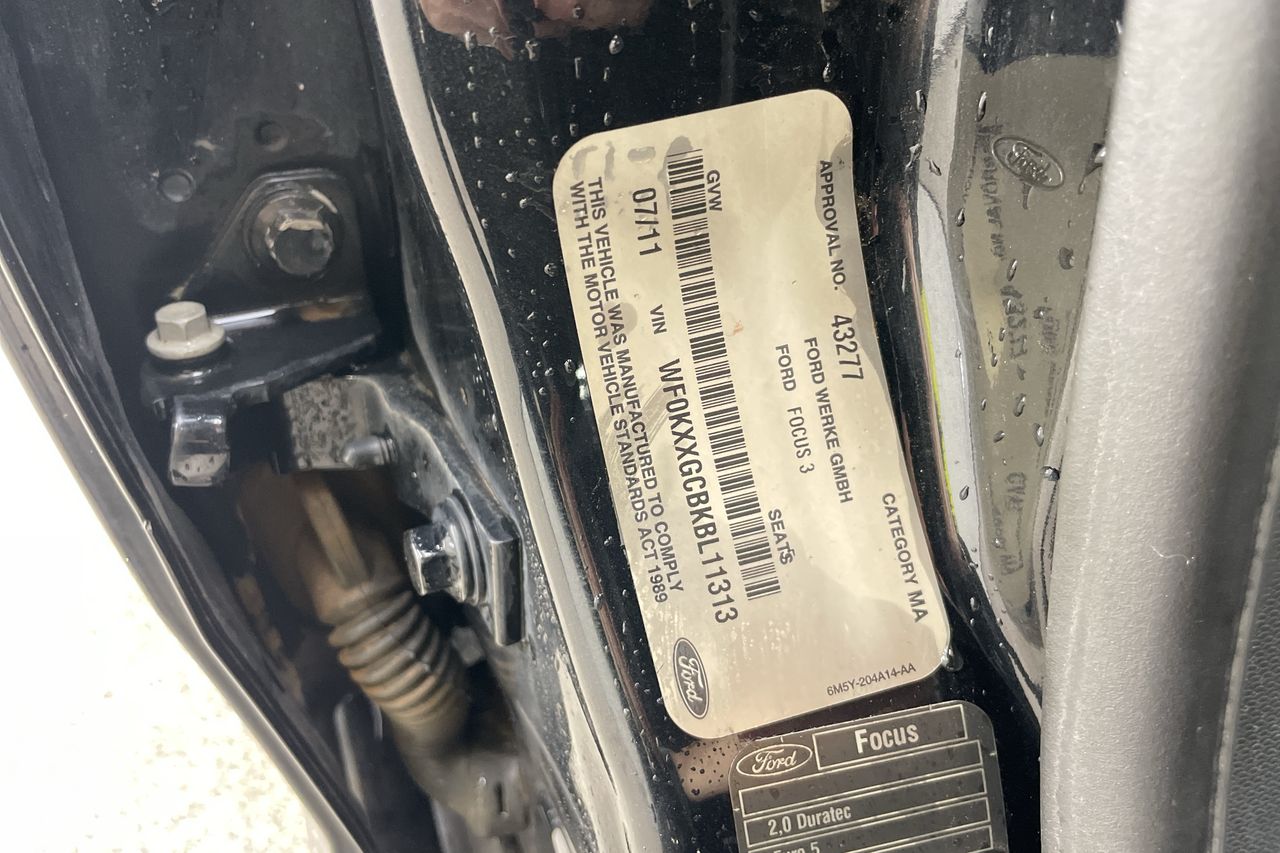 APPROVAL NO. 43277 CATEGORY MA
FORD WERKE GMBH
FORD FOCUS 3
GVW SEATS
07/11 VIN WF0KXXGCBKBL11313
THIS VEHICLE WAS MANUFACTURED TO COMPLY
WITH THE MOTOR VEHICLE STANDARDS ACT 1989
Ford
6M5Y-204A14-AA
Ford
Focus
2,0 Duratec
Euro 5
Ford